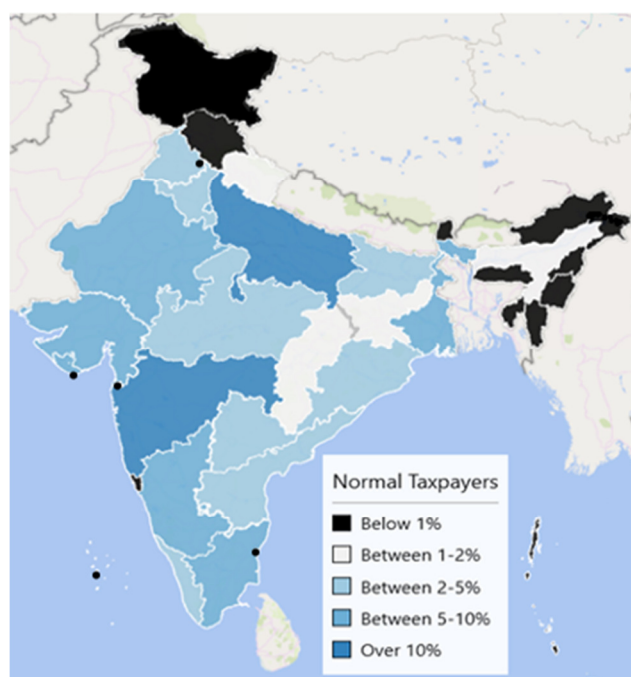 Normal Taxpayers
Below 1%
Between 1-2%
Between 2-5%
Between 5-10%
Over 10%